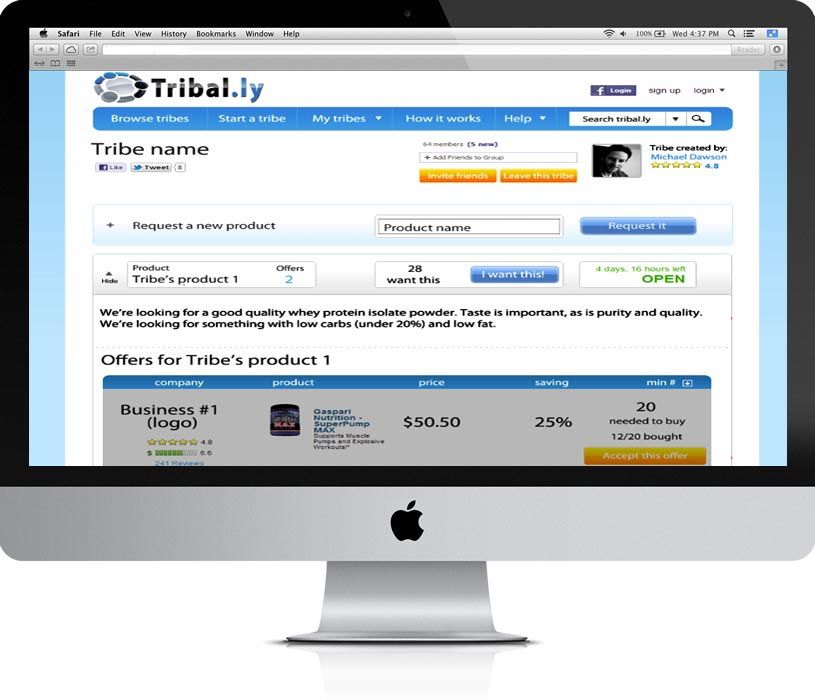 Safari File Edit View History Bookmarks Window Help 100% Wed 4:37 PM
Reader
Tribal.ly
Login sign up login
Browse tribes Start a tribe My tribes How it works Help Search tribal.ly
Tribe name
Like Tweet 8
64 members (5 new)
+ Add Friends to Group
Invite friends Leave this tribe
Tribe created by:
Michael Dawson
4.8
+ Request a new product Product name Request it
Hide
Product Offers
Tribe's product 1 2
28
want this
I want this!
4 days, 16 hours left
OPEN
We're looking for a good quality whey protein isolate powder. Taste is important, as is purity and quality.
We're looking for something with low carbs (under 20%) and low fat.
Offers for Tribe's product 1
company product price saving min #
Business #1
(logo)
4.8
$ 6.6
241 Reviews
Gaspari
Nutrition -
SuperPump
MAX
Supports Muscle
Pumps and Explosive
Workouts!*
$50.50
25%
20
needed to buy
12/20 bought
Accept this offer